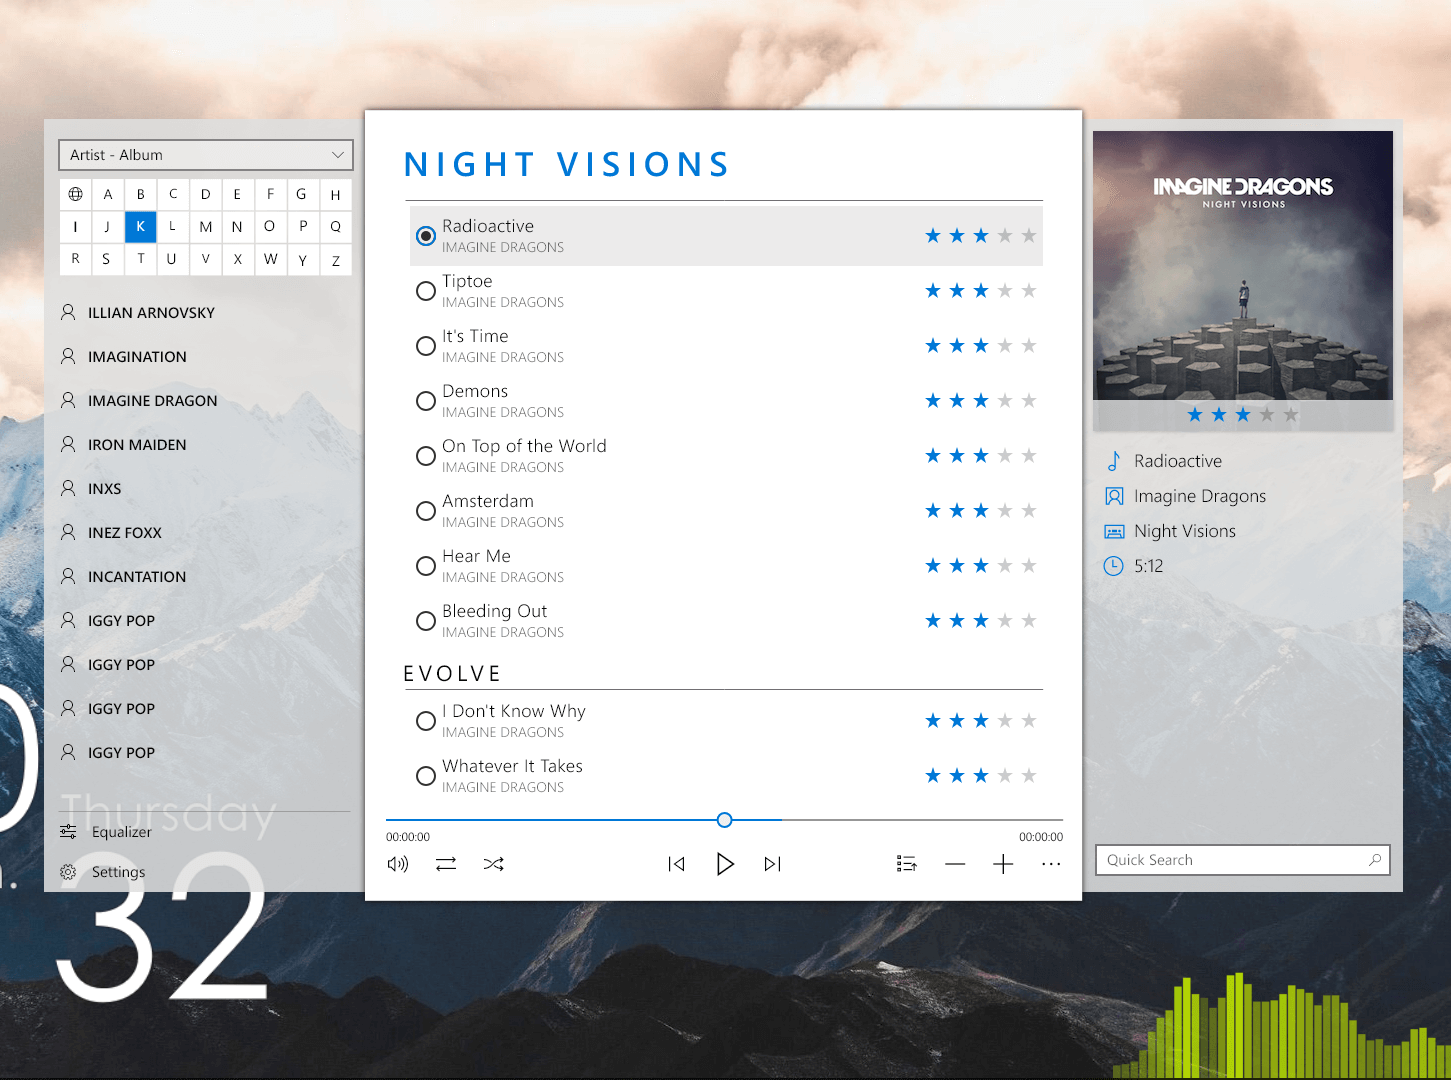 Artist - Album
A B C D E F G H
I J K L M N O P Q
R S T U V X W Y Z
ILLIAN ARNOVSKY
IMAGINATION
IMAGINE DRAGON
IRON MAIDEN
INXS
INEZ FOXX
INCANTATION
IGGY POP
IGGY POP
IGGY POP
IGGY POP
Thursday
Equalizer
Settings
32
NIGHT VISIONS
Radioactive
IMAGINE DRAGONS
Tiptoe
IMAGINE DRAGONS
It's Time
IMAGINE DRAGONS
Demons
IMAGINE DRAGONS
On Top of the World
IMAGINE DRAGONS
Amsterdam
IMAGINE DRAGONS
Hear Me
IMAGINE DRAGONS
Bleeding Out
IMAGINE DRAGONS
EVOLVE
I Don't Know Why
IMAGINE DRAGONS
Whatever It Takes
IMAGINE DRAGONS
00:00:00 00:00:00
IMAGINE DRAGONS
NIGHT VISIONS
Radioactive
Imagine Dragons
Night Visions
5:12
Quick Search